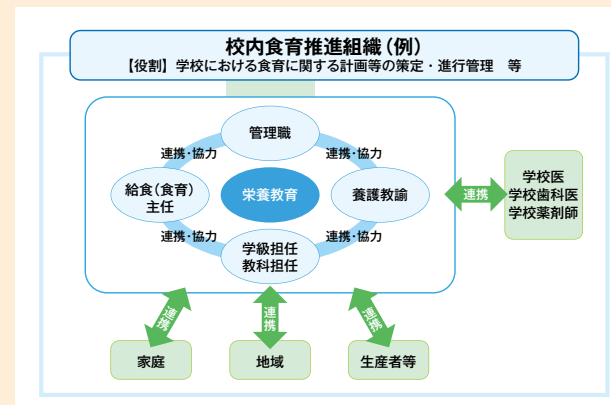 校内食育推進組織（例）
【役割】学校における食育に関する計画等の策定・進行管理　等
管理職
連携・協力
連携・協力
給食（食育）
主任
栄養教育
養護教諭
連携・協力
連携・協力
学級担任
教科担任
連携
学校医
学校歯科医
学校薬剤師
連携
連携
連携
家庭
地域
生産者等